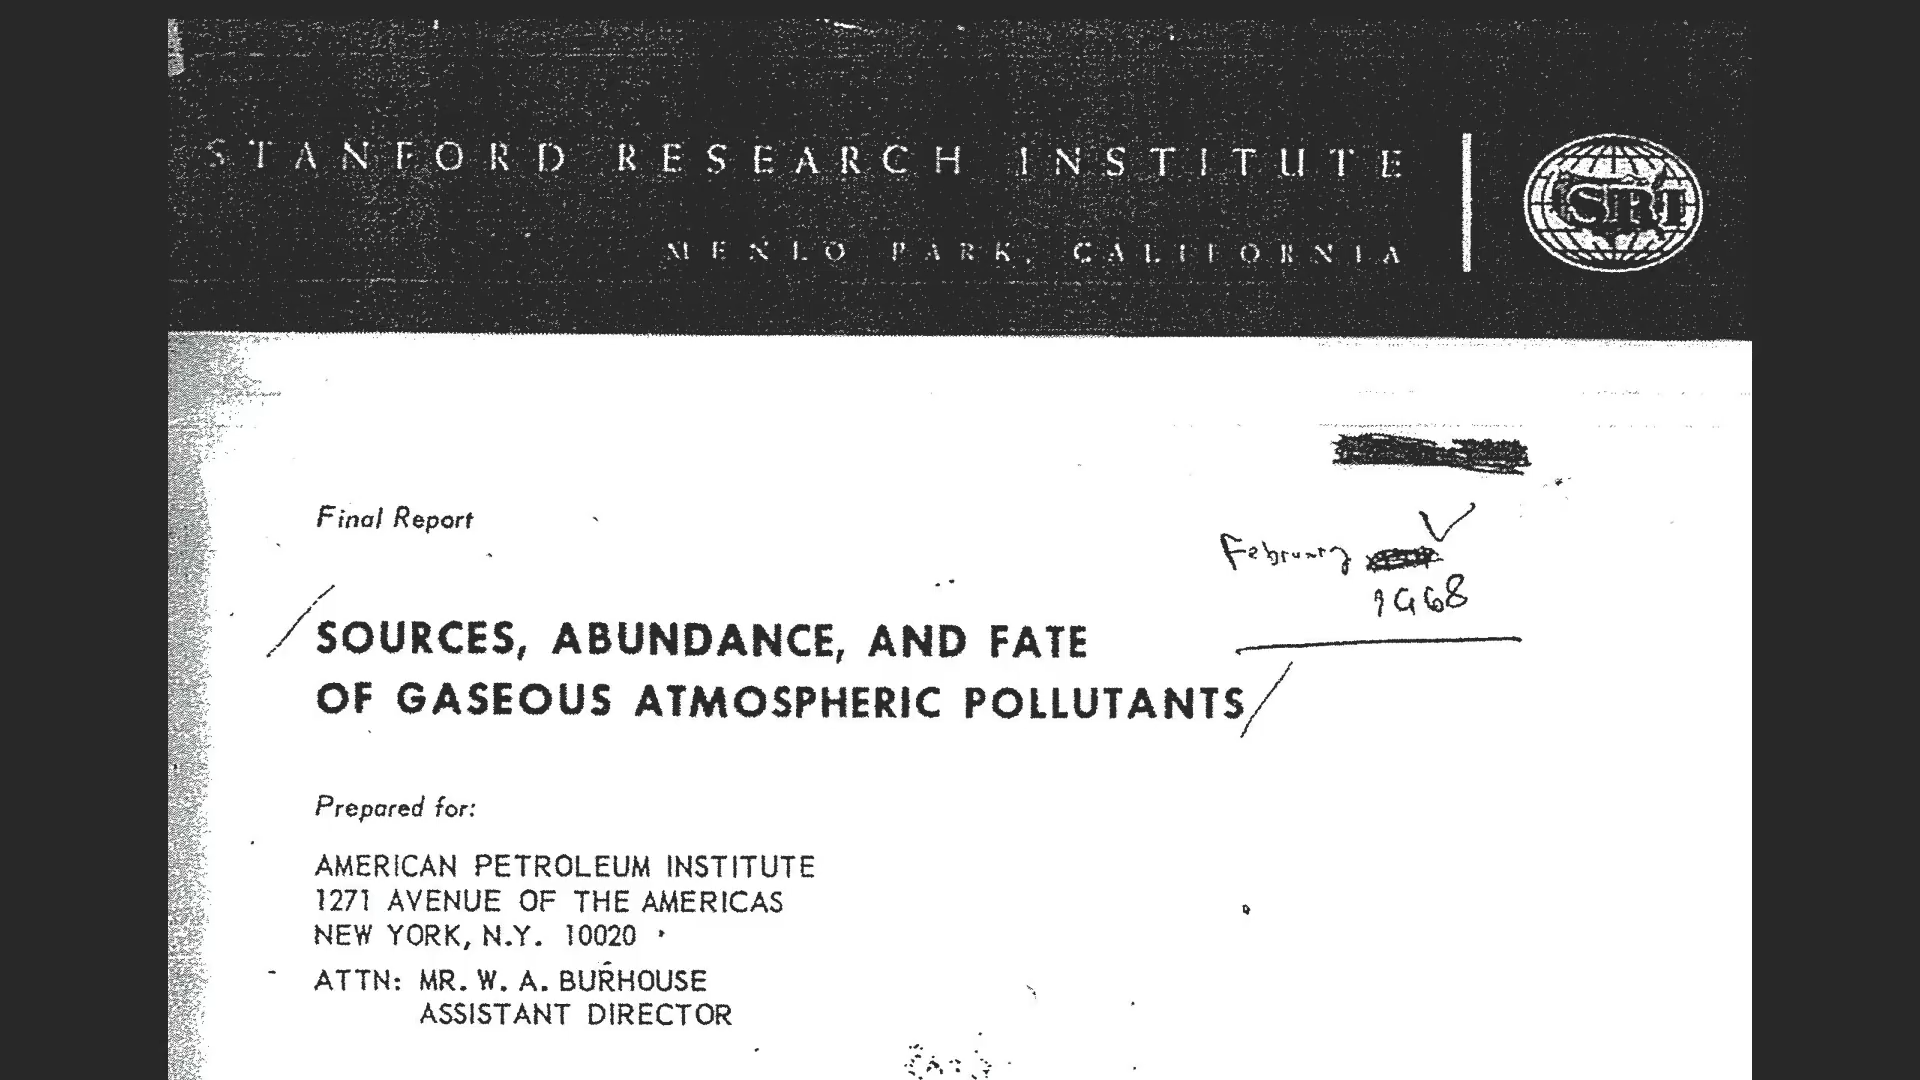 STANFORD RESEARCH INSTITUTE
MENLO PARK, CALIFORNIA
SRI
Final Report
February
1968
SOURCES, ABUNDANCE, AND FATE
OF GASEOUS ATMOSPHERIC POLLUTANTS
Prepared for:
AMERICAN PETROLEUM INSTITUTE
1271 AVENUE OF THE AMERICAS
NEW YORK, N.Y. 10020
ATTN: MR. W. A. BURHOUSE
ASSISTANT DIRECTOR